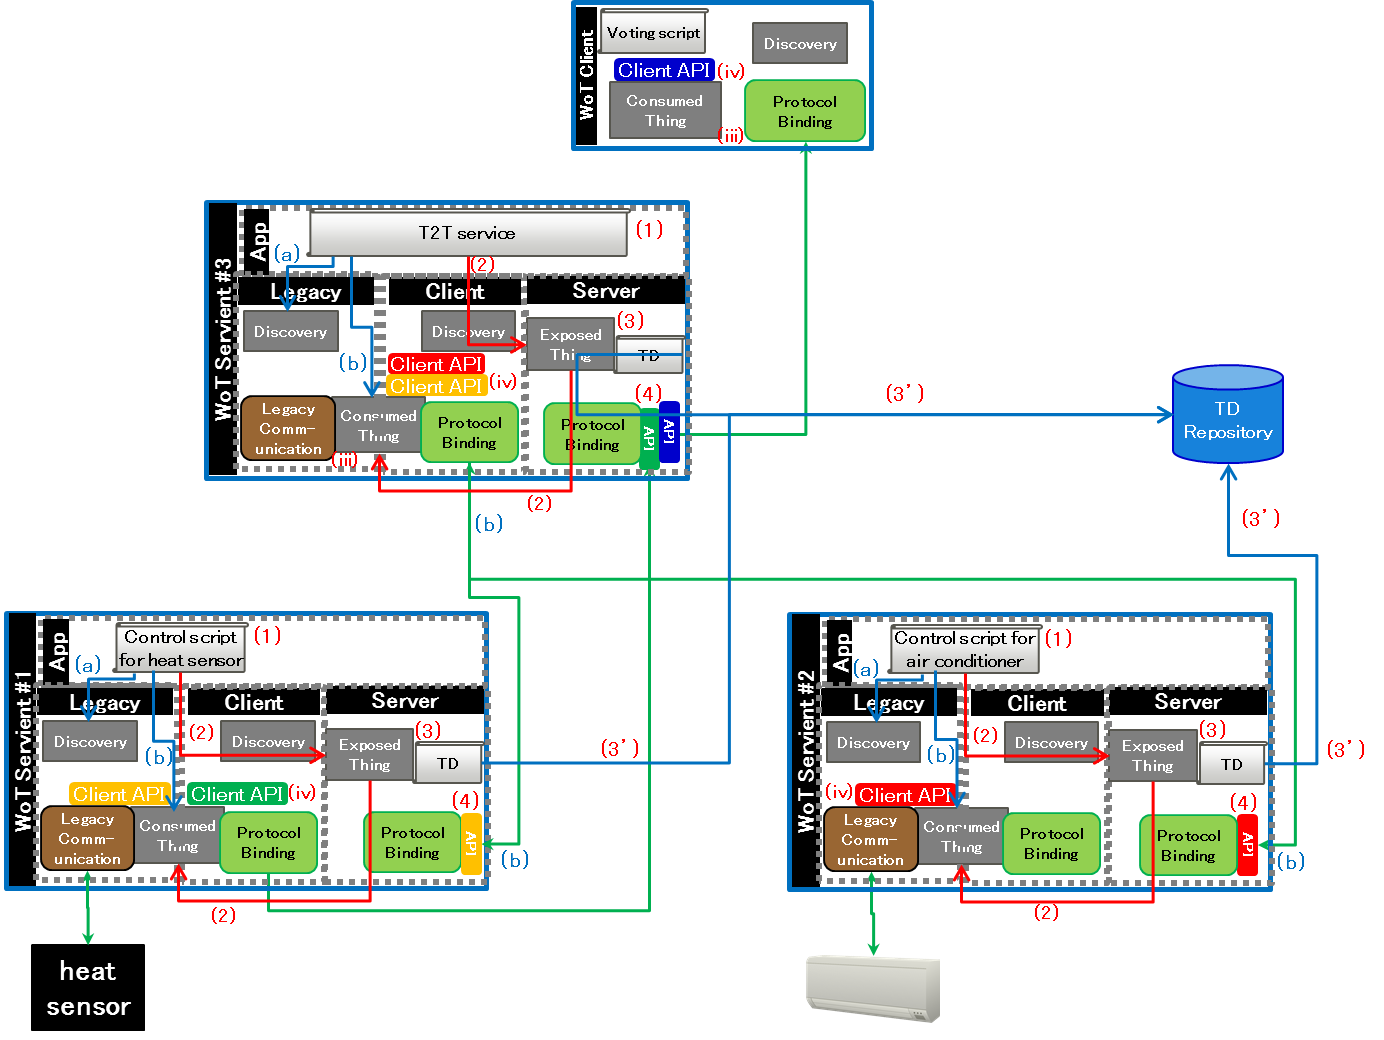 WoT Client
Voting script
Discovery
Client API
(iv)
Consumed
Thing
(iii)
Protocol
Binding
WoT Servient #3
App
T2T service
(1)
(a)
(2)
Legacy
Client
Server
Discovery
Discovery
Exposed
Thing
(3)
TD
(b)
Client API
Client API
(iv)
(4)
Legacy
Comm-
unication
(iii)
Consumed
Thing
Protocol
Binding
Protocol
Binding
API
API
(2)
(b)
(3')
TD
Repository
(3')
WoT Servient #1
App
Control script
for heat sensor
(1)
(a)
Legacy
Client
Server
Discovery
(2)
Discovery
Exposed
Thing
(3)
TD
(3')
(b)
Client API
Client API
(iv)
(4)
Legacy
Comm-
unication
Consumed
Thing
Protocol
Binding
Protocol
Binding
API
(b)
(2)
heat
sensor
WoT Servient #2
App
Control script for
air conditioner
(1)
(a)
Legacy
Client
Server
Discovery
(2)
Discovery
Exposed
Thing
(3)
TD
(3')
(b)
(iv)
Client API
(4)
Legacy
Comm-
unication
Consumed
Thing
Protocol
Binding
Protocol
Binding
API
(b)
(2)